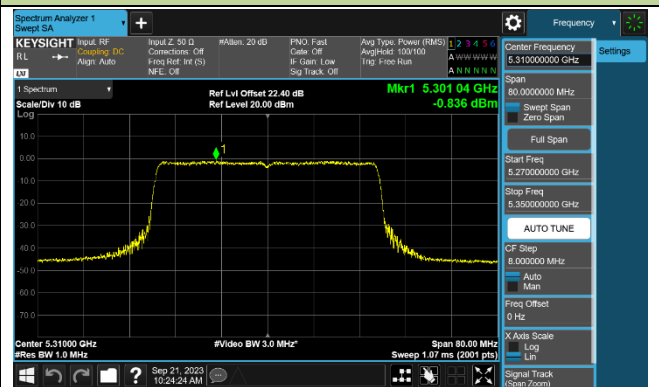 Spectrum Analyzer 1
Swept SA
+
Frequency
KEYSIGHT
RL
LXI
Input: RF
Coupling: DC
Align: Auto
Input Z: 50 Ω
Corrections: Off
Freq Ref: Int (S)
NFE: Off
#Atten: 20 dB
PNO: Fast
Gate: Off
IF Gain: Low
Sig Track: Off
Avg Type: Power (RMS)
Avg|Hold: 100/100
Trig: Free Run
1 2 3 4 5 6
A W W W W W
A N N N N N
1 Spectrum
Scale/Div 10 dB
Log
Ref Lvl Offset 22.40 dB
Ref Level 20.00 dBm
Mkr1 5.301 04 GHz
-0.836 dBm
1
10.0
0.00
-10.0
-20.0
-30.0
-40.0
-50.0
-60.0
-70.0
Center 5.31000 GHz
#Res BW 1.0 MHz
#Video BW 3.0 MHz*
Span 80.00 MHz
Sweep 1.07 ms (2001 pts)
Center Frequency
5.310000000 GHz
Settings
Span
80.0000000 MHz
Swept Span
Zero Span
Full Span
Start Freq
5.270000000 GHz
Stop Freq
5.350000000 GHz
AUTO TUNE
CF Step
8.000000 MHz
Auto
Man
Freq Offset
0 Hz
X Axis Scale
Log
Lin
Signal Track
(Span Zoom)
?
Sep 21, 2023
10:24:24 AM